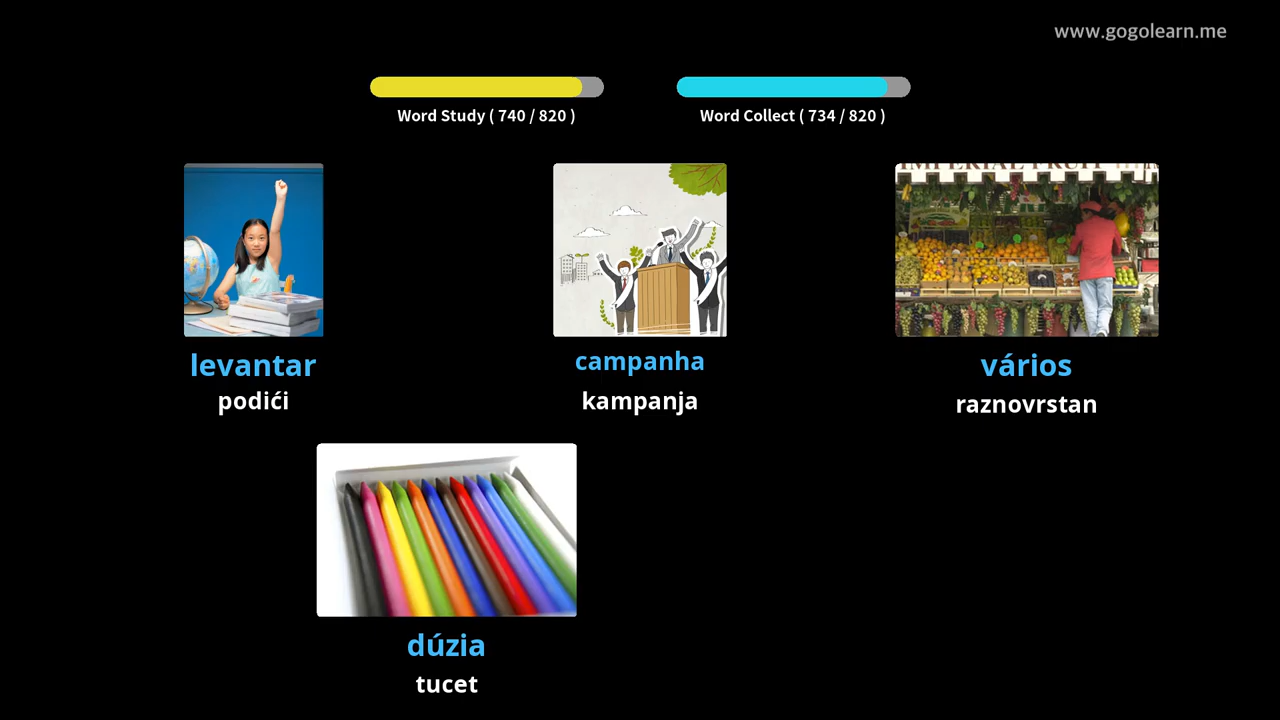 www.gogolearn.me
Word Study ( 740 / 820 )
Word Collect ( 734 / 820 )
levantar
podići
campanha
kampanja
vários
raznovrstan
dúzia
tucet